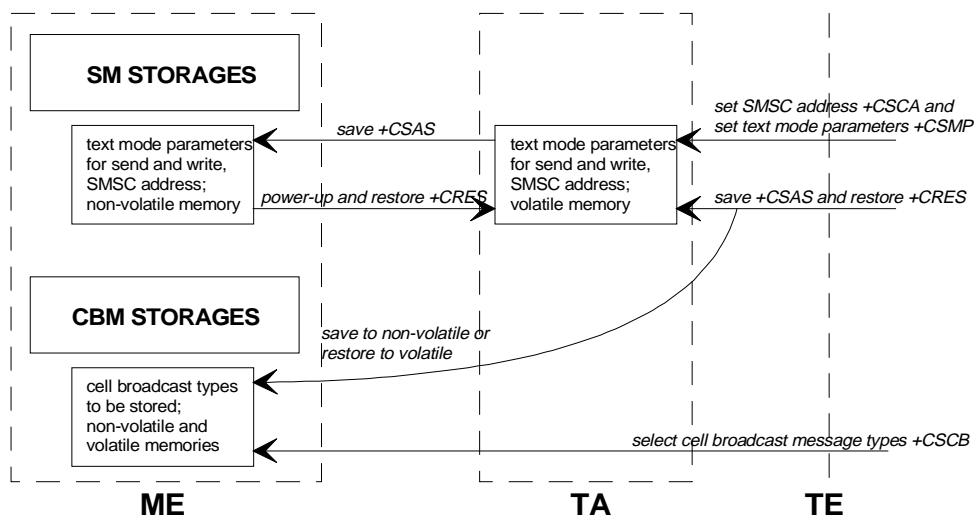 SM STORAGES
set SMSC address +CSCA and
set text mode parameters +CSMP
save +CSAS
text mode parameters
for send and write,
SMSC address;
non-volatile memory
text mode parameters
for send and write,
SMSC address;
volatile memory
power-up and restore +CRES
save +CSAS and restore +CRES
CBM STORAGES
save to non-volatile or
restore to volatile
cell broadcast types
to be stored;
non-volatile and
volatile memories
select cell broadcast message types +CSCB
ME
TA
TE